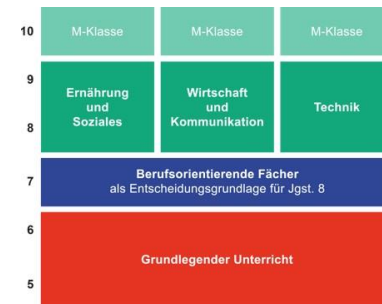 10
M-Klasse
M-Klasse
M-Klasse
9
Ernährung
und
Soziales
Wirtschaft
und
Kommunikation
Technik
8
7
Berufsorientierende Fächer
als Entscheidungsgrundlage für Jgst. 8
6
Grundlegender Unterricht
5